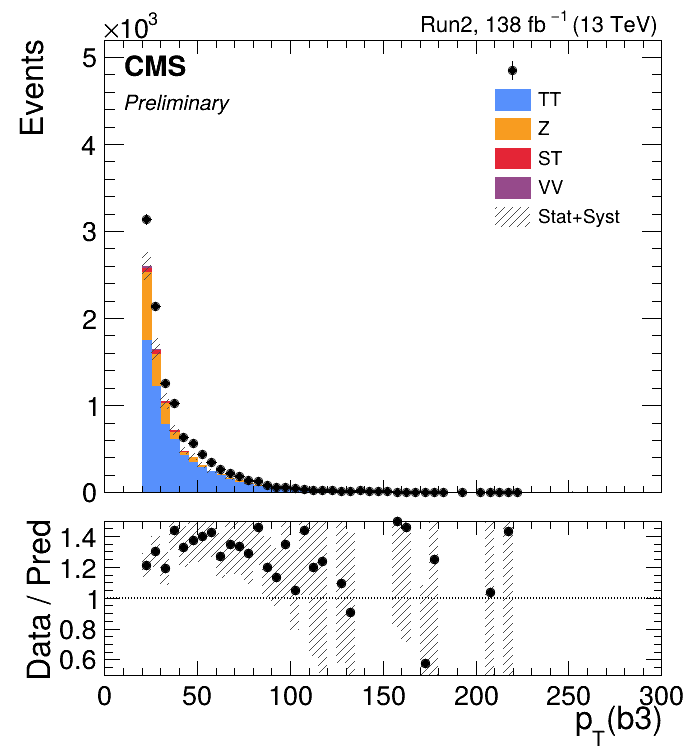 ×10³
Run2, 138 fb⁻¹ (13 TeV)
Events
CMS
Preliminary
TT
Z
ST
VV
Stat+Syst
5
4
3
2
1
0
Data / Pred
1.4
1.2
1
0.8
0.6
0 50 100 150 200 250 300
p_T(b3)